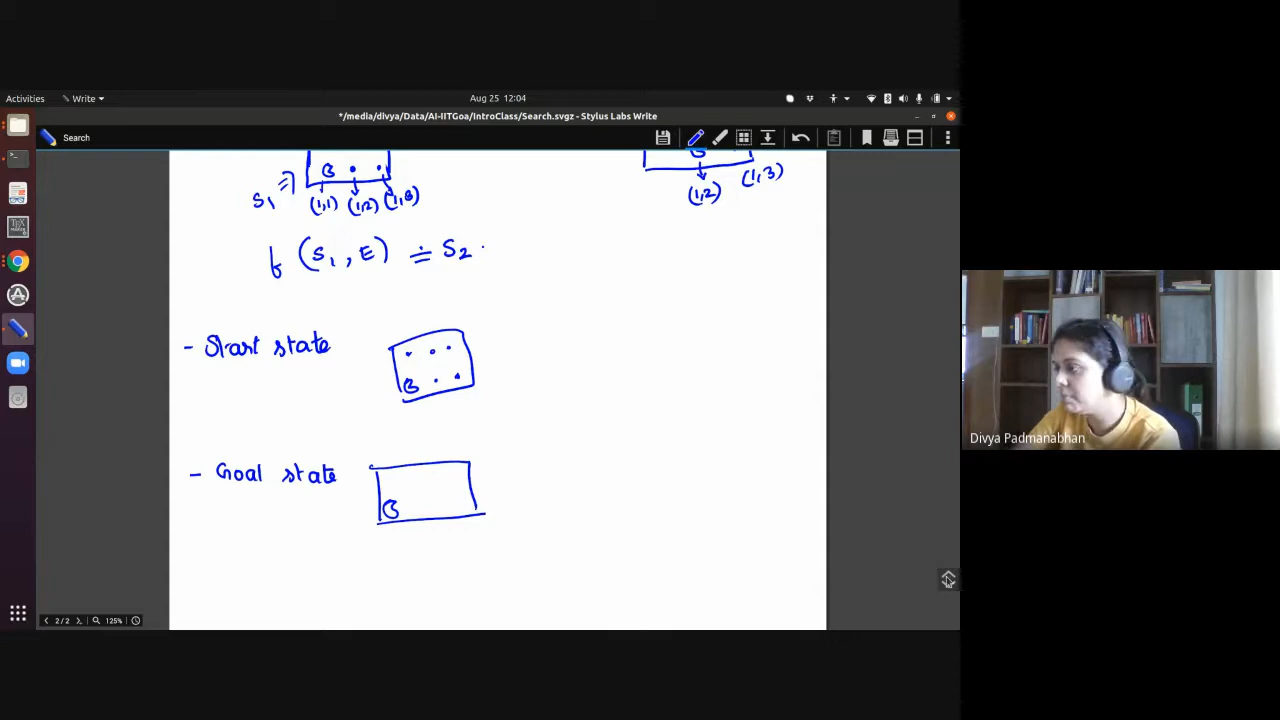 Activities Write Aug 25 12:04
*/media/divya/Data/AI-IITGoa/IntroClass/Search.svgz - Stylus Labs Write
Search
S1 ⇒
(1,1) (1,2) (1,3)
(1,2) (1,3)
f (S1, E) ≐ S2
- Start state
- Goal state
Divya Padmanabhan
2/2 125%